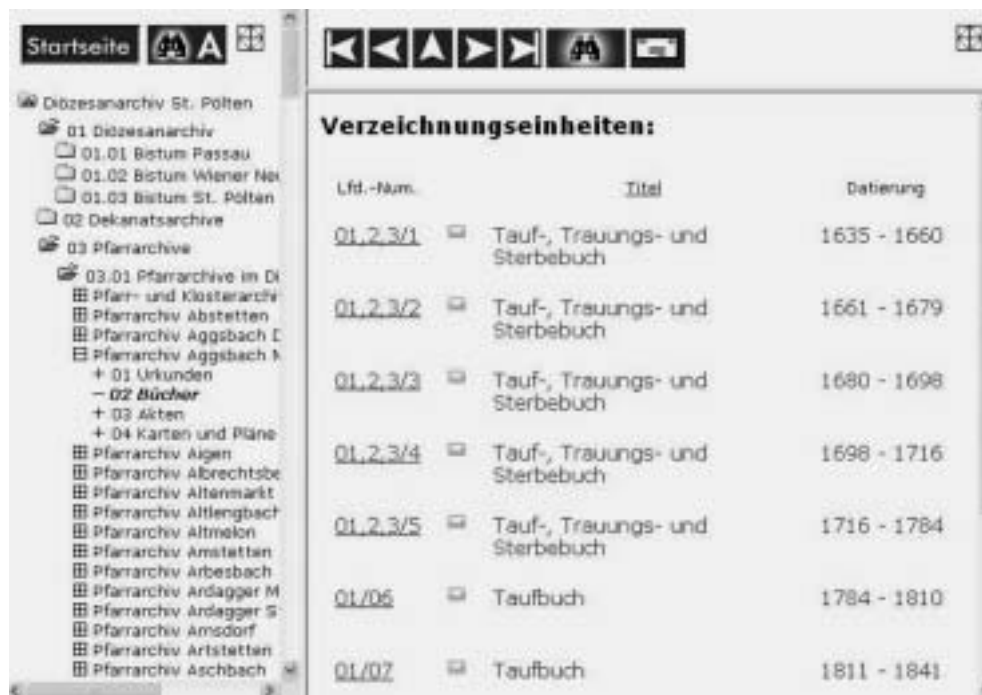 Startseite A
Diözesanarchiv St. Pölten
01 Diözesanarchiv
01.01 Bistum Passau
01.02 Bistum Wiener Neu
01.03 Bistum St. Pölten
02 Dekanatsarchive
03 Pfarrarchive
03.01 Pfarrarchive im Di
Pfarr- und Klosterarchi
Pfarrarchiv Abstetten
Pfarrarchiv Aggsbach D
Pfarrarchiv Aggsbach M
+ 01 Urkunden
− 02 Bücher
+ 03 Akten
+ 04 Karten und Pläne
Pfarrarchiv Aigen
Pfarrarchiv Albrechtsbe
Pfarrarchiv Altenmarkt
Pfarrarchiv Altlengbach
Pfarrarchiv Altmelon
Pfarrarchiv Amstetten
Pfarrarchiv Arbesbach
Pfarrarchiv Ardagger M
Pfarrarchiv Ardagger S
Pfarrarchiv Arnsdorf
Pfarrarchiv Artstetten
Pfarrarchiv Aschbach
Verzeichnungseinheiten:
Lfd.-Num. Titel Datierung
01,2,3/1 Tauf-, Trauungs- und 1635 - 1660
Sterbebuch
01,2,3/2 Tauf-, Trauungs- und 1661 - 1679
Sterbebuch
01,2,3/3 Tauf-, Trauungs- und 1680 - 1698
Sterbebuch
01,2,3/4 Tauf-, Trauungs- und 1698 - 1716
Sterbebuch
01,2,3/5 Tauf-, Trauungs- und 1716 - 1784
Sterbebuch
01/06 Taufbuch 1784 - 1810
01/07 Taufbuch 1811 - 1841